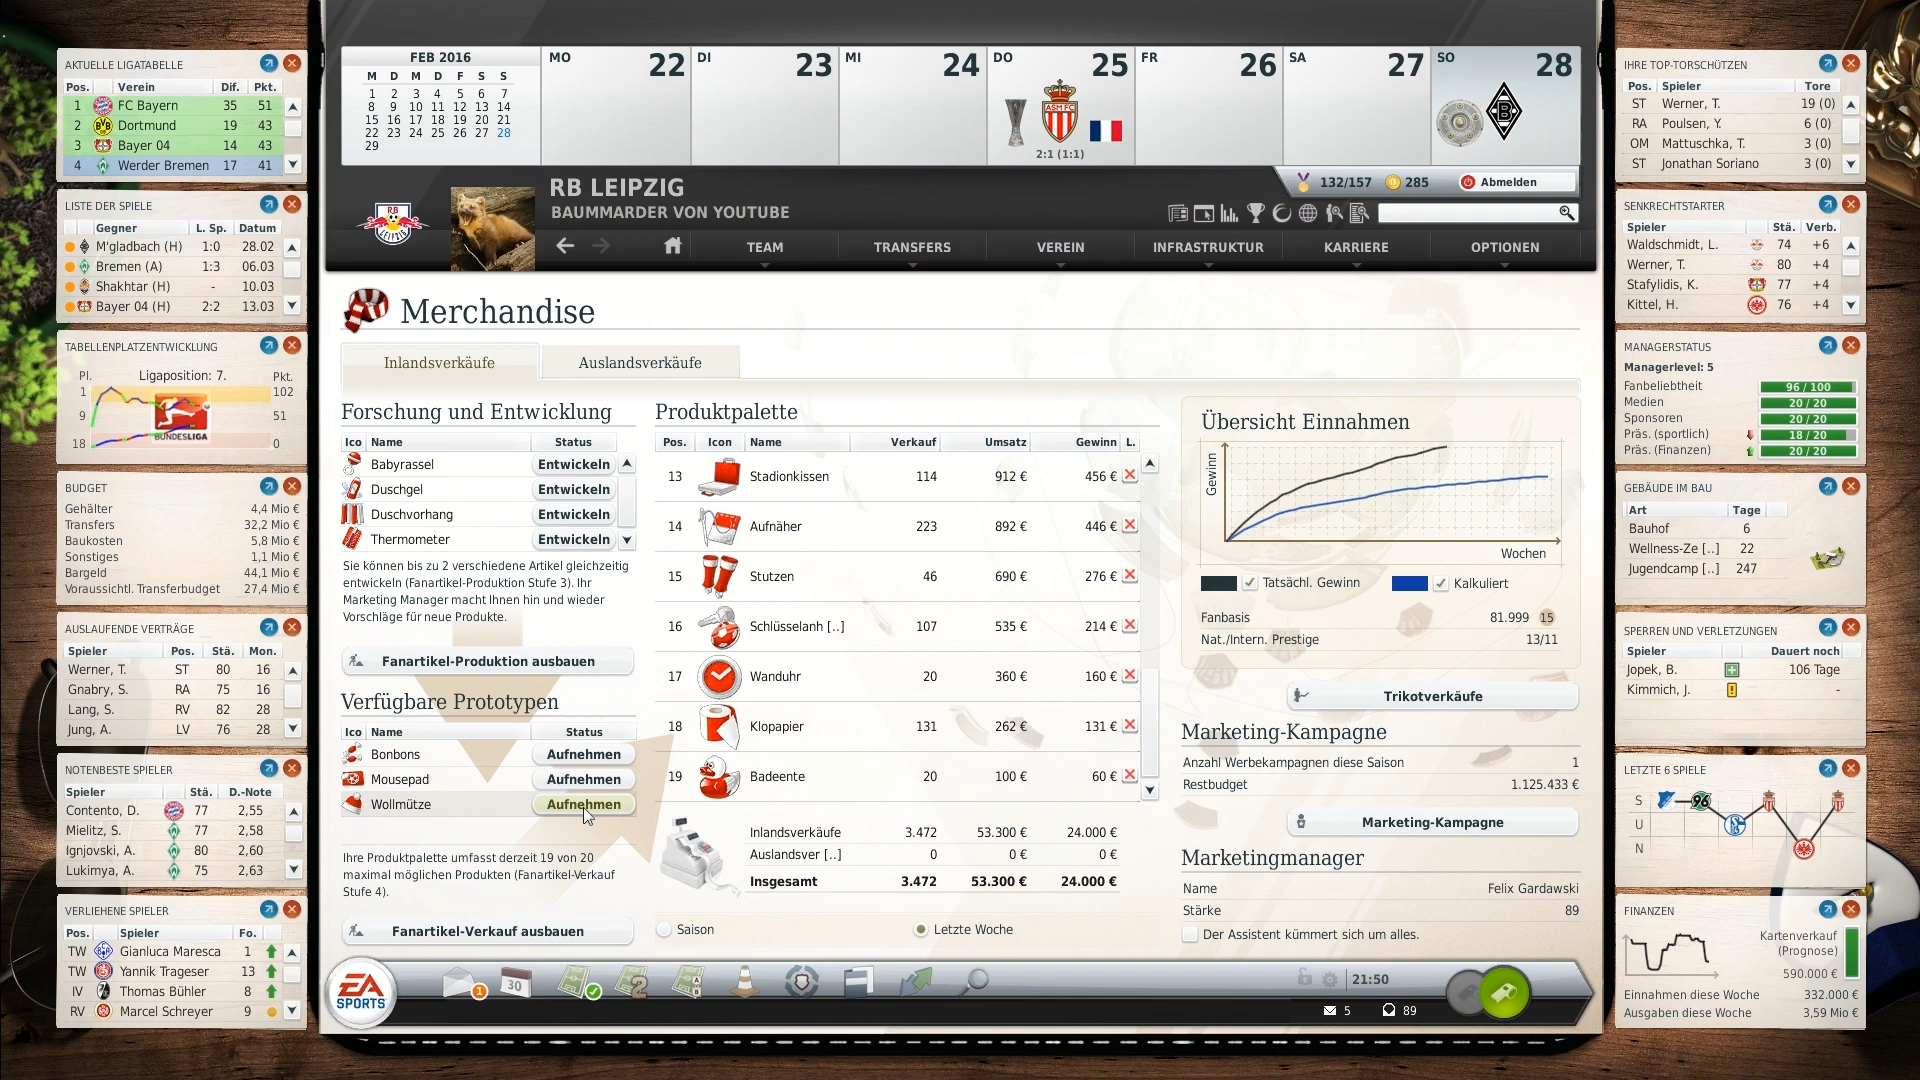 AKTUELLE LIGATABELLE
Pos. Verein Dif. Pkt.
1 FC Bayern 35 51
2 Dortmund 19 43
3 Bayer 04 14 43
4 Werder Bremen 17 41
LISTE DER SPIELE
Gegner L. Sp. Datum
M'gladbach (H) 1:0 28.02
Bremen (A) 1:3 06.03
Shakhtar (H) - 10.03
Bayer 04 (H) 2:2 13.03
TABELLENPLATZENTWICKLUNG
Pl. Ligaposition: 7. Pkt.
1 102
9 51
18 0
BUNDESLIGA
BUDGET
Gehälter 4,4 Mio €
Transfers 32,2 Mio €
Baukosten 5,8 Mio €
Sonstiges 1,1 Mio €
Bargeld 44,1 Mio €
Voraussichtl. Transferbudget 27,4 Mio €
AUSLAUFENDE VERTRÄGE
Spieler Pos. Stä. Mon.
Werner, T. ST 80 16
Gnabry, S. RA 75 16
Lang, S. RV 82 28
Jung, A. LV 76 28
NOTENBESTE SPIELER
Spieler Stä. D.-Note
Contento, D. 77 2,55
Mielitz, S. 77 2,58
Ignjovski, A. 80 2,60
Lukimya, A. 75 2,63
VERLIEHENE SPIELER
Pos. Spieler Fo.
TW Gianluca Maresca 1
TW Yannik Trageser 13
IV Thomas Bühler 8
RV Marcel Schreyer 9
FEB 2016
M D M D F S S
1 2 3 4 5 6 7
8 9 10 11 12 13 14
15 16 17 18 19 20 21
22 23 24 25 26 27 28
29
MO 22 DI 23 MI 24 DO 25 FR 26 SA 27 SO 28
ASM FC
2:1 (1:1)
132/157 285 Abmelden
RB LEIPZIG
BAUMMARDER VON YOUTUBE
RB
LEIPZIG
TEAM TRANSFERS VEREIN INFRASTRUKTUR KARRIERE OPTIONEN
Merchandise
Inlandsverkäufe Auslandsverkäufe
Forschung und Entwicklung
Ico Name Status
Babyrassel Entwickeln
Duschgel Entwickeln
Duschvorhang Entwickeln
Thermometer Entwickeln
Sie können bis zu 2 verschiedene Artikel gleichzeitig
entwickeln (Fanartikel-Produktion Stufe 3). Ihr
Marketing Manager macht Ihnen hin und wieder
Vorschläge für neue Produkte.
Fanartikel-Produktion ausbauen
Verfügbare Prototypen
Ico Name Status
Bonbons Aufnehmen
Mousepad Aufnehmen
Wollmütze Aufnehmen
Ihre Produktpalette umfasst derzeit 19 von 20
maximal möglichen Produkten (Fanartikel-Verkauf
Stufe 4).
Fanartikel-Verkauf ausbauen
Produktpalette
Pos. Icon Name Verkauf Umsatz Gewinn L.
13 Stadionkissen 114 912 € 456 €
14 Aufnäher 223 892 € 446 €
15 Stutzen 46 690 € 276 €
16 Schlüsselanh [..] 107 535 € 214 €
17 Wanduhr 20 360 € 160 €
18 Klopapier 131 262 € 131 €
19 Badeente 20 100 € 60 €
Inlandsverkäufe 3.472 53.300 € 24.000 €
Auslandsver [..] 0 0 € 0 €
Insgesamt 3.472 53.300 € 24.000 €
Saison Letzte Woche
Übersicht Einnahmen
Gewinn
Wochen
Tatsächl. Gewinn Kalkuliert
Fanbasis 81.999 15
Nat./Intern. Prestige 13/11
Trikotverkäufe
Marketing-Kampagne
Anzahl Werbekampagnen diese Saison 1
Restbudget 1.125.433 €
Marketing-Kampagne
Marketingmanager
Name Felix Gardawski
Stärke 89
Der Assistent kümmert sich um alles.
EA
SPORTS
1 30 2 21:50
5 89
IHRE TOP-TORSCHÜTZEN
Pos. Spieler Tore
ST Werner, T. 19 (0)
RA Poulsen, Y. 6 (0)
OM Mattuschka, T. 3 (0)
ST Jonathan Soriano 3 (0)
SENKRECHTSTARTER
Spieler Stä. Verb.
Waldschmidt, L. 74 +6
Werner, T. 80 +4
Stafylidis, K. 77 +4
Kittel, H. 76 +4
MANAGERSTATUS
Managerlevel: 5
Fanbeliebtheit 96 / 100
Medien 20 / 20
Sponsoren 20 / 20
Präs. (sportlich) 18 / 20
Präs. (Finanzen) 20 / 20
GEBÄUDE IM BAU
Art Tage
Bauhof 6
Wellness-Ze [..] 22
Jugendcamp [..] 247
SPERREN UND VERLETZUNGEN
Spieler Dauert noch
Jopek, B. 106 Tage
Kimmich, J. -
LETZTE 6 SPIELE
S
U
N
96
FINANZEN
Kartenverkauf
(Prognose)
590.000 €
Einnahmen diese Woche 332.000 €
Ausgaben diese Woche 3,59 Mio €